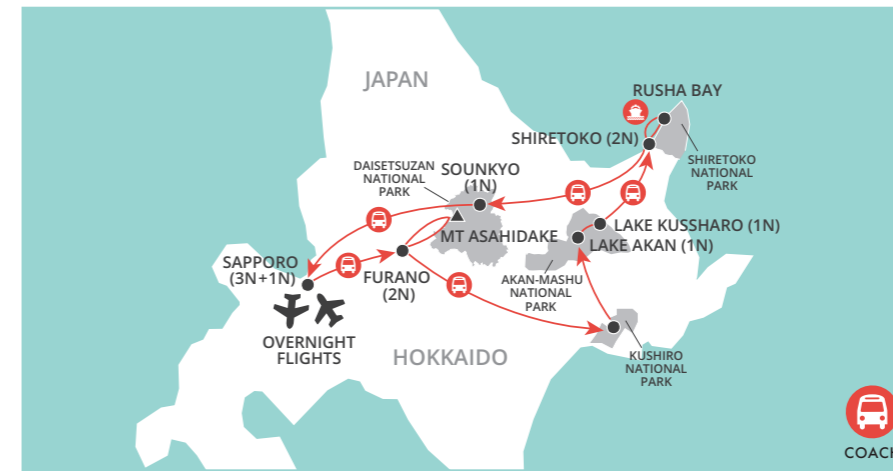 JAPAN
RUSHA BAY
SHIRETOKO (2N)
SHIRETOKO
NATIONAL
PARK
DAISETSUZAN
NATIONAL
PARK
SOUNKYO
(1N)
MT ASAHIDAKE
LAKE KUSSHARO (1N)
LAKE AKAN (1N)
SAPPORO
(3N+1N)
FURANO
(2N)
AKAN-MASHU
NATIONAL
PARK
OVERNIGHT
FLIGHTS
HOKKAIDO
KUSHIRO
NATIONAL
PARK
COACH